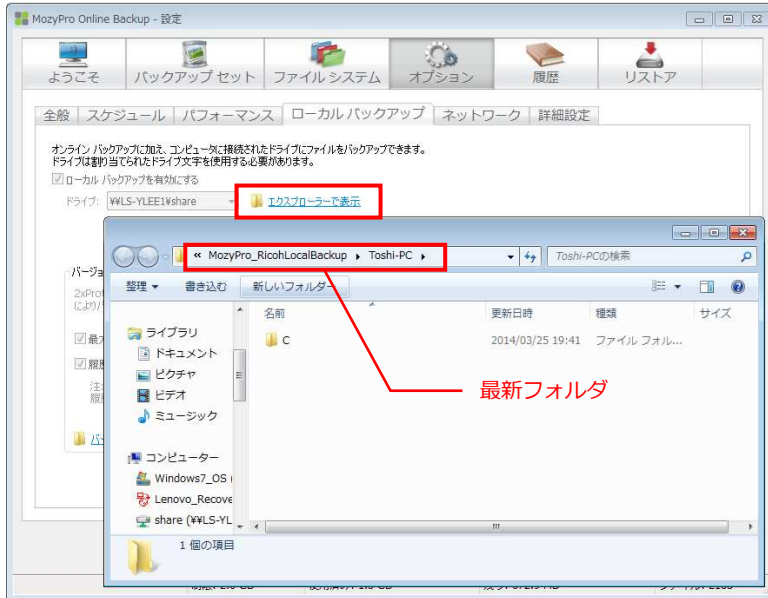 MozyPro Online Backup - 設定
ようこそ
バックアップ セット
ファイル システム
オプション
履歴
リストア
全般
スケジュール
パフォーマンス
ローカル バックアップ
ネットワーク
詳細設定
オンライン バックアップに加え、コンピュータに接続されたドライブにファイルをバックアップできます。
ドライブは割り当てられたドライブ文字を使用する必要があります。
ローカル バックアップを有効にする
ドライブ: ¥¥LS-YLEE1¥share
エクスプローラーで表示
« MozyPro_RicohLocalBackup
Toshi-PC
Toshi-PCの検索
バージョ
整理
書き込む
新しいフォルダー
名前
更新日時
種類
サイズ
ライブラリ
ドキュメント
ピクチャ
ビデオ
ミュージック
コンピューター
Windows7_OS
Lenovo_Recove
share (¥¥LS-YL
C
2014/03/25 19:41
ファイル フォル...
最新フォルダ
1 個の項目